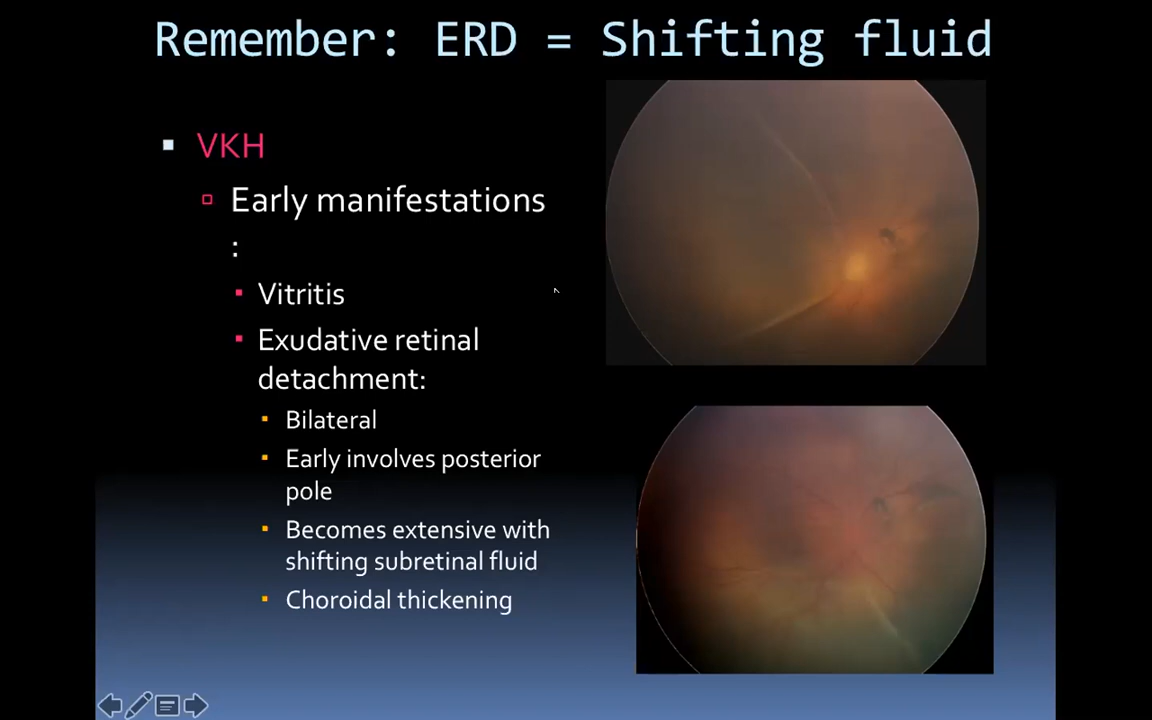 Remember: ERD = Shifting fluid
VKH
Early manifestations
:
Vitritis
Exudative retinal
detachment:
Bilateral
Early involves posterior
pole
Becomes extensive with
shifting subretinal fluid
Choroidal thickening